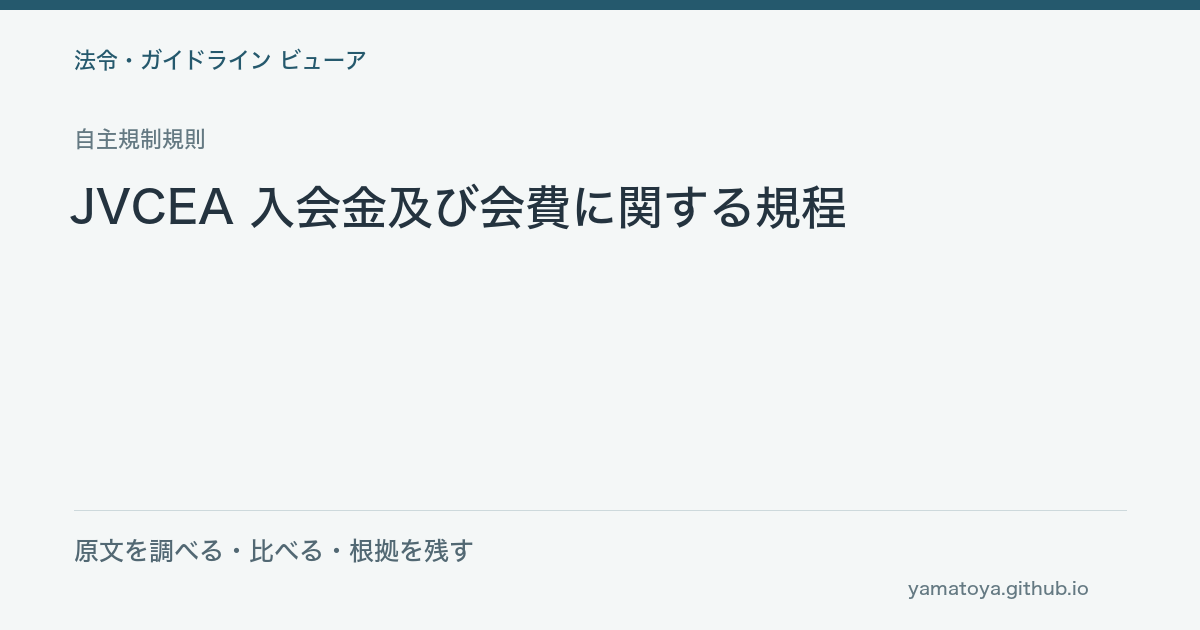 法令・ガイドライン ビューア
自主規制規則
JVCEA 入会金及び会費に関する規程
原文を調べる・比べる・根拠を残す
yamatoya.github.io